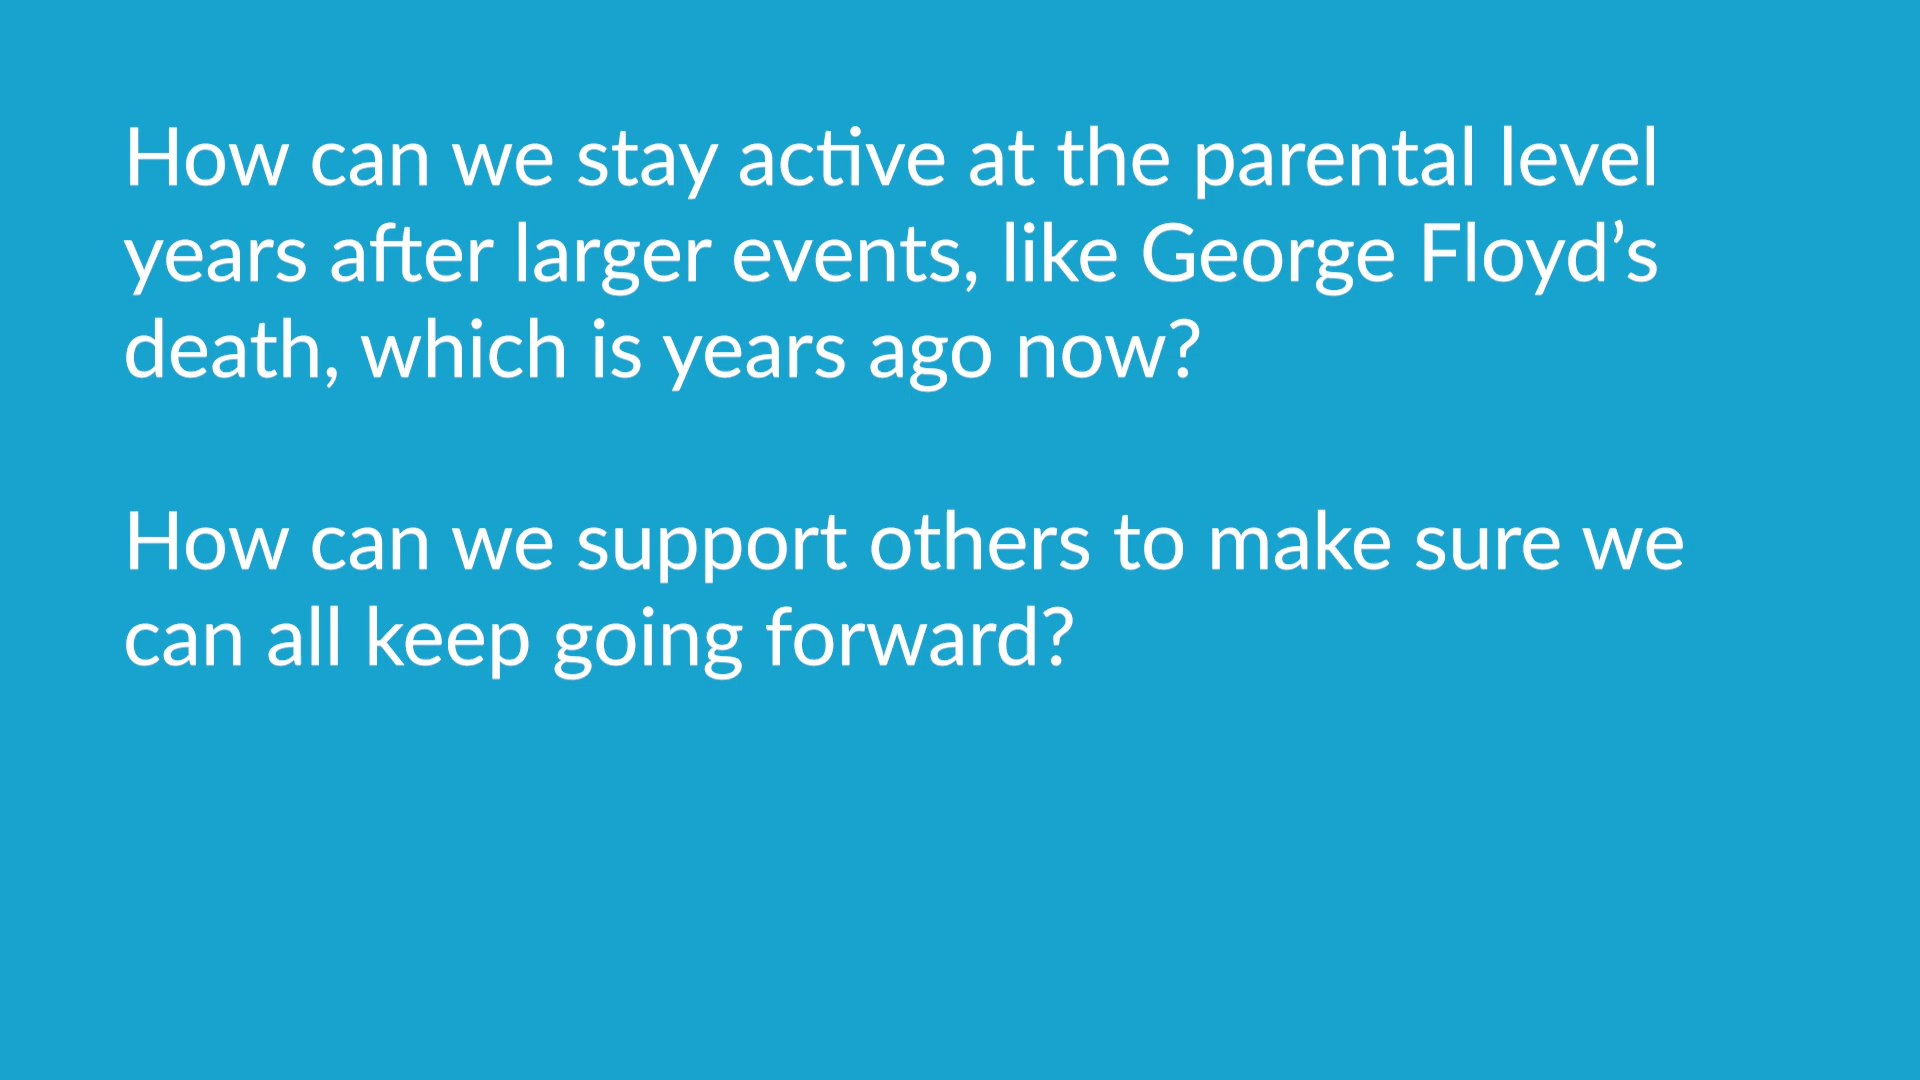 How can we stay active at the parental level
years after larger events, like George Floyd’s
death, which is years ago now?
How can we support others to make sure we
can all keep going forward?